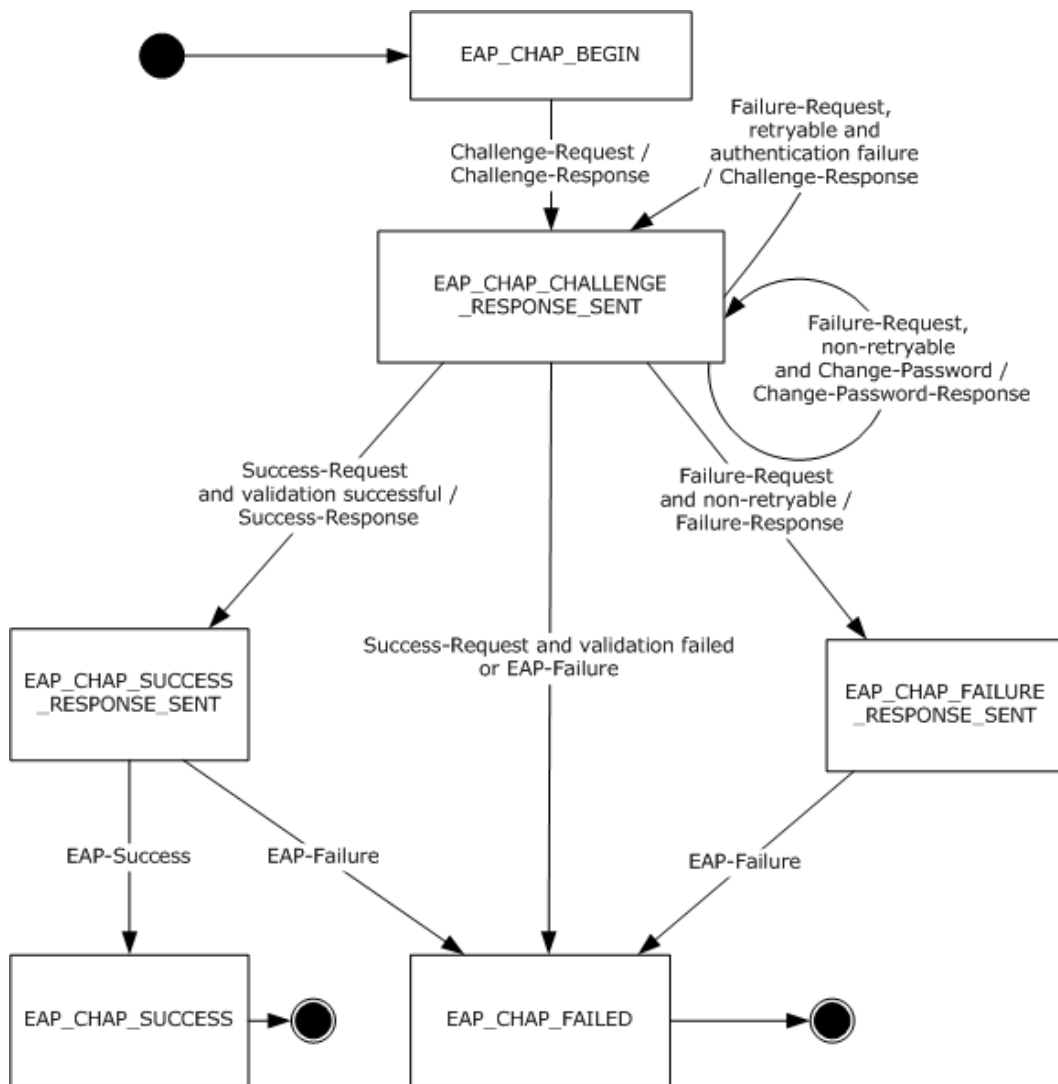 EAP_CHAP_BEGIN
Challenge-Request /
Challenge-Response
Failure-Request,
retryable and
authentication failure
/ Challenge-Response
EAP_CHAP_CHALLENGE
_RESPONSE_SENT
Failure-Request,
non-retryable
and Change-Password /
Change-Password-Response
Success-Request
and validation successful /
Success-Response
Failure-Request
and non-retryable /
Failure-Response
Success-Request and validation failed
or EAP-Failure
EAP_CHAP_SUCCESS
_RESPONSE_SENT
EAP_CHAP_FAILURE
_RESPONSE_SENT
EAP-Success
EAP-Failure
EAP-Failure
EAP_CHAP_SUCCESS
EAP_CHAP_FAILED